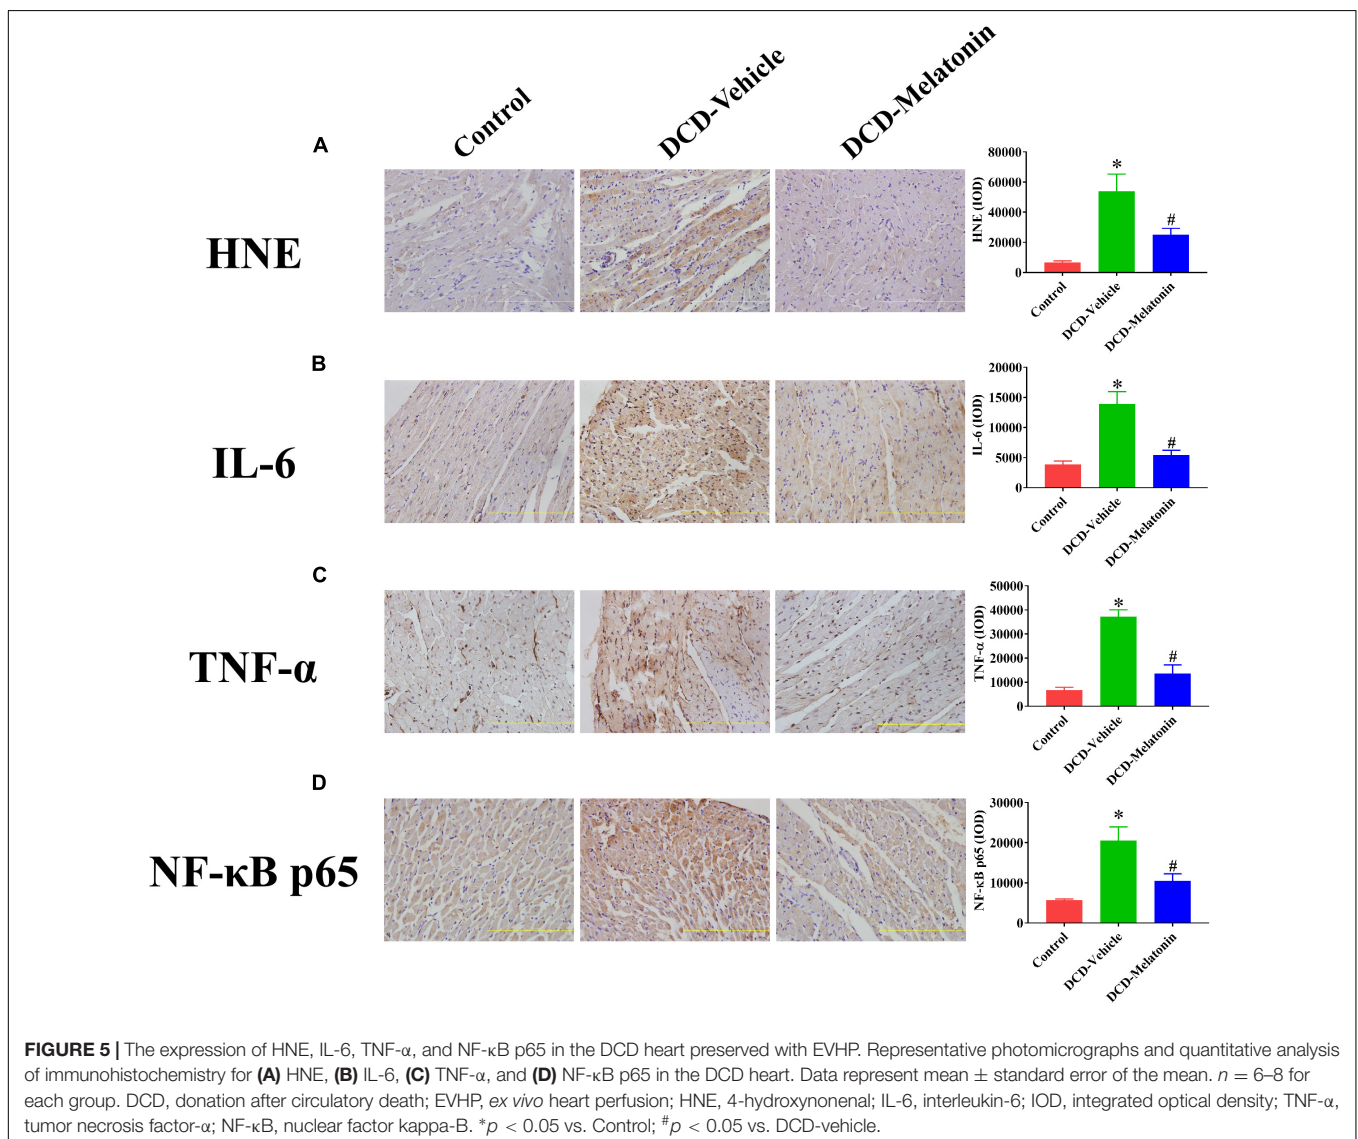 Control
DCD-Vehicle
DCD-Melatonin
A
HNE
HNE (IOD)
80000
60000
40000
20000
0
*
#
Control
DCD-Vehicle
DCD-Melatonin
B
IL-6
IL-6 (IOD)
20000
15000
10000
5000
0
*
#
Control
DCD-Vehicle
DCD-Melatonin
C
TNF-α
TNF-α (IOD)
50000
40000
30000
20000
10000
0
*
#
Control
DCD-Vehicle
DCD-Melatonin
D
NF-κB p65
NF-κB p65 (IOD)
30000
20000
10000
0
*
#
Control
DCD-Vehicle
DCD-Melatonin
FIGURE 5 | The expression of HNE, IL-6, TNF-α, and NF-κB p65 in the DCD heart preserved with EVHP. Representative photomicrographs and quantitative analysis
of immunohistochemistry for (A) HNE, (B) IL-6, (C) TNF-α, and (D) NF-κB p65 in the DCD heart. Data represent mean ± standard error of the mean. n = 6–8 for
each group. DCD, donation after circulatory death; EVHP, ex vivo heart perfusion; HNE, 4-hydroxynonenal; IL-6, interleukin-6; IOD, integrated optical density; TNF-α,
tumor necrosis factor-α; NF-κB, nuclear factor kappa-B. *p < 0.05 vs. Control; #p < 0.05 vs. DCD-vehicle.